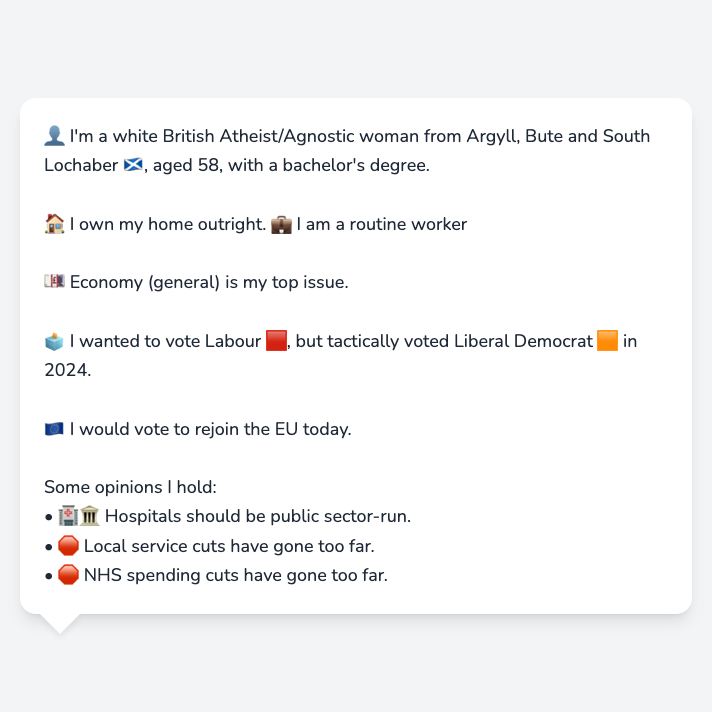 👤 I'm a white British Atheist/Agnostic woman from Argyll, Bute and South
Lochaber 🏴󠁧󠁢󠁳󠁣󠁴󠁿, aged 58, with a bachelor's degree.
🏠 I own my home outright. 💼 I am a routine worker
💷 Economy (general) is my top issue.
🗳️ I wanted to vote Labour 🟥, but tactically voted Liberal Democrat 🟧 in
2024.
🇪🇺 I would vote to rejoin the EU today.
Some opinions I hold:
• 🏥🏛️ Hospitals should be public sector-run.
• 🛑 Local service cuts have gone too far.
• 🛑 NHS spending cuts have gone too far.